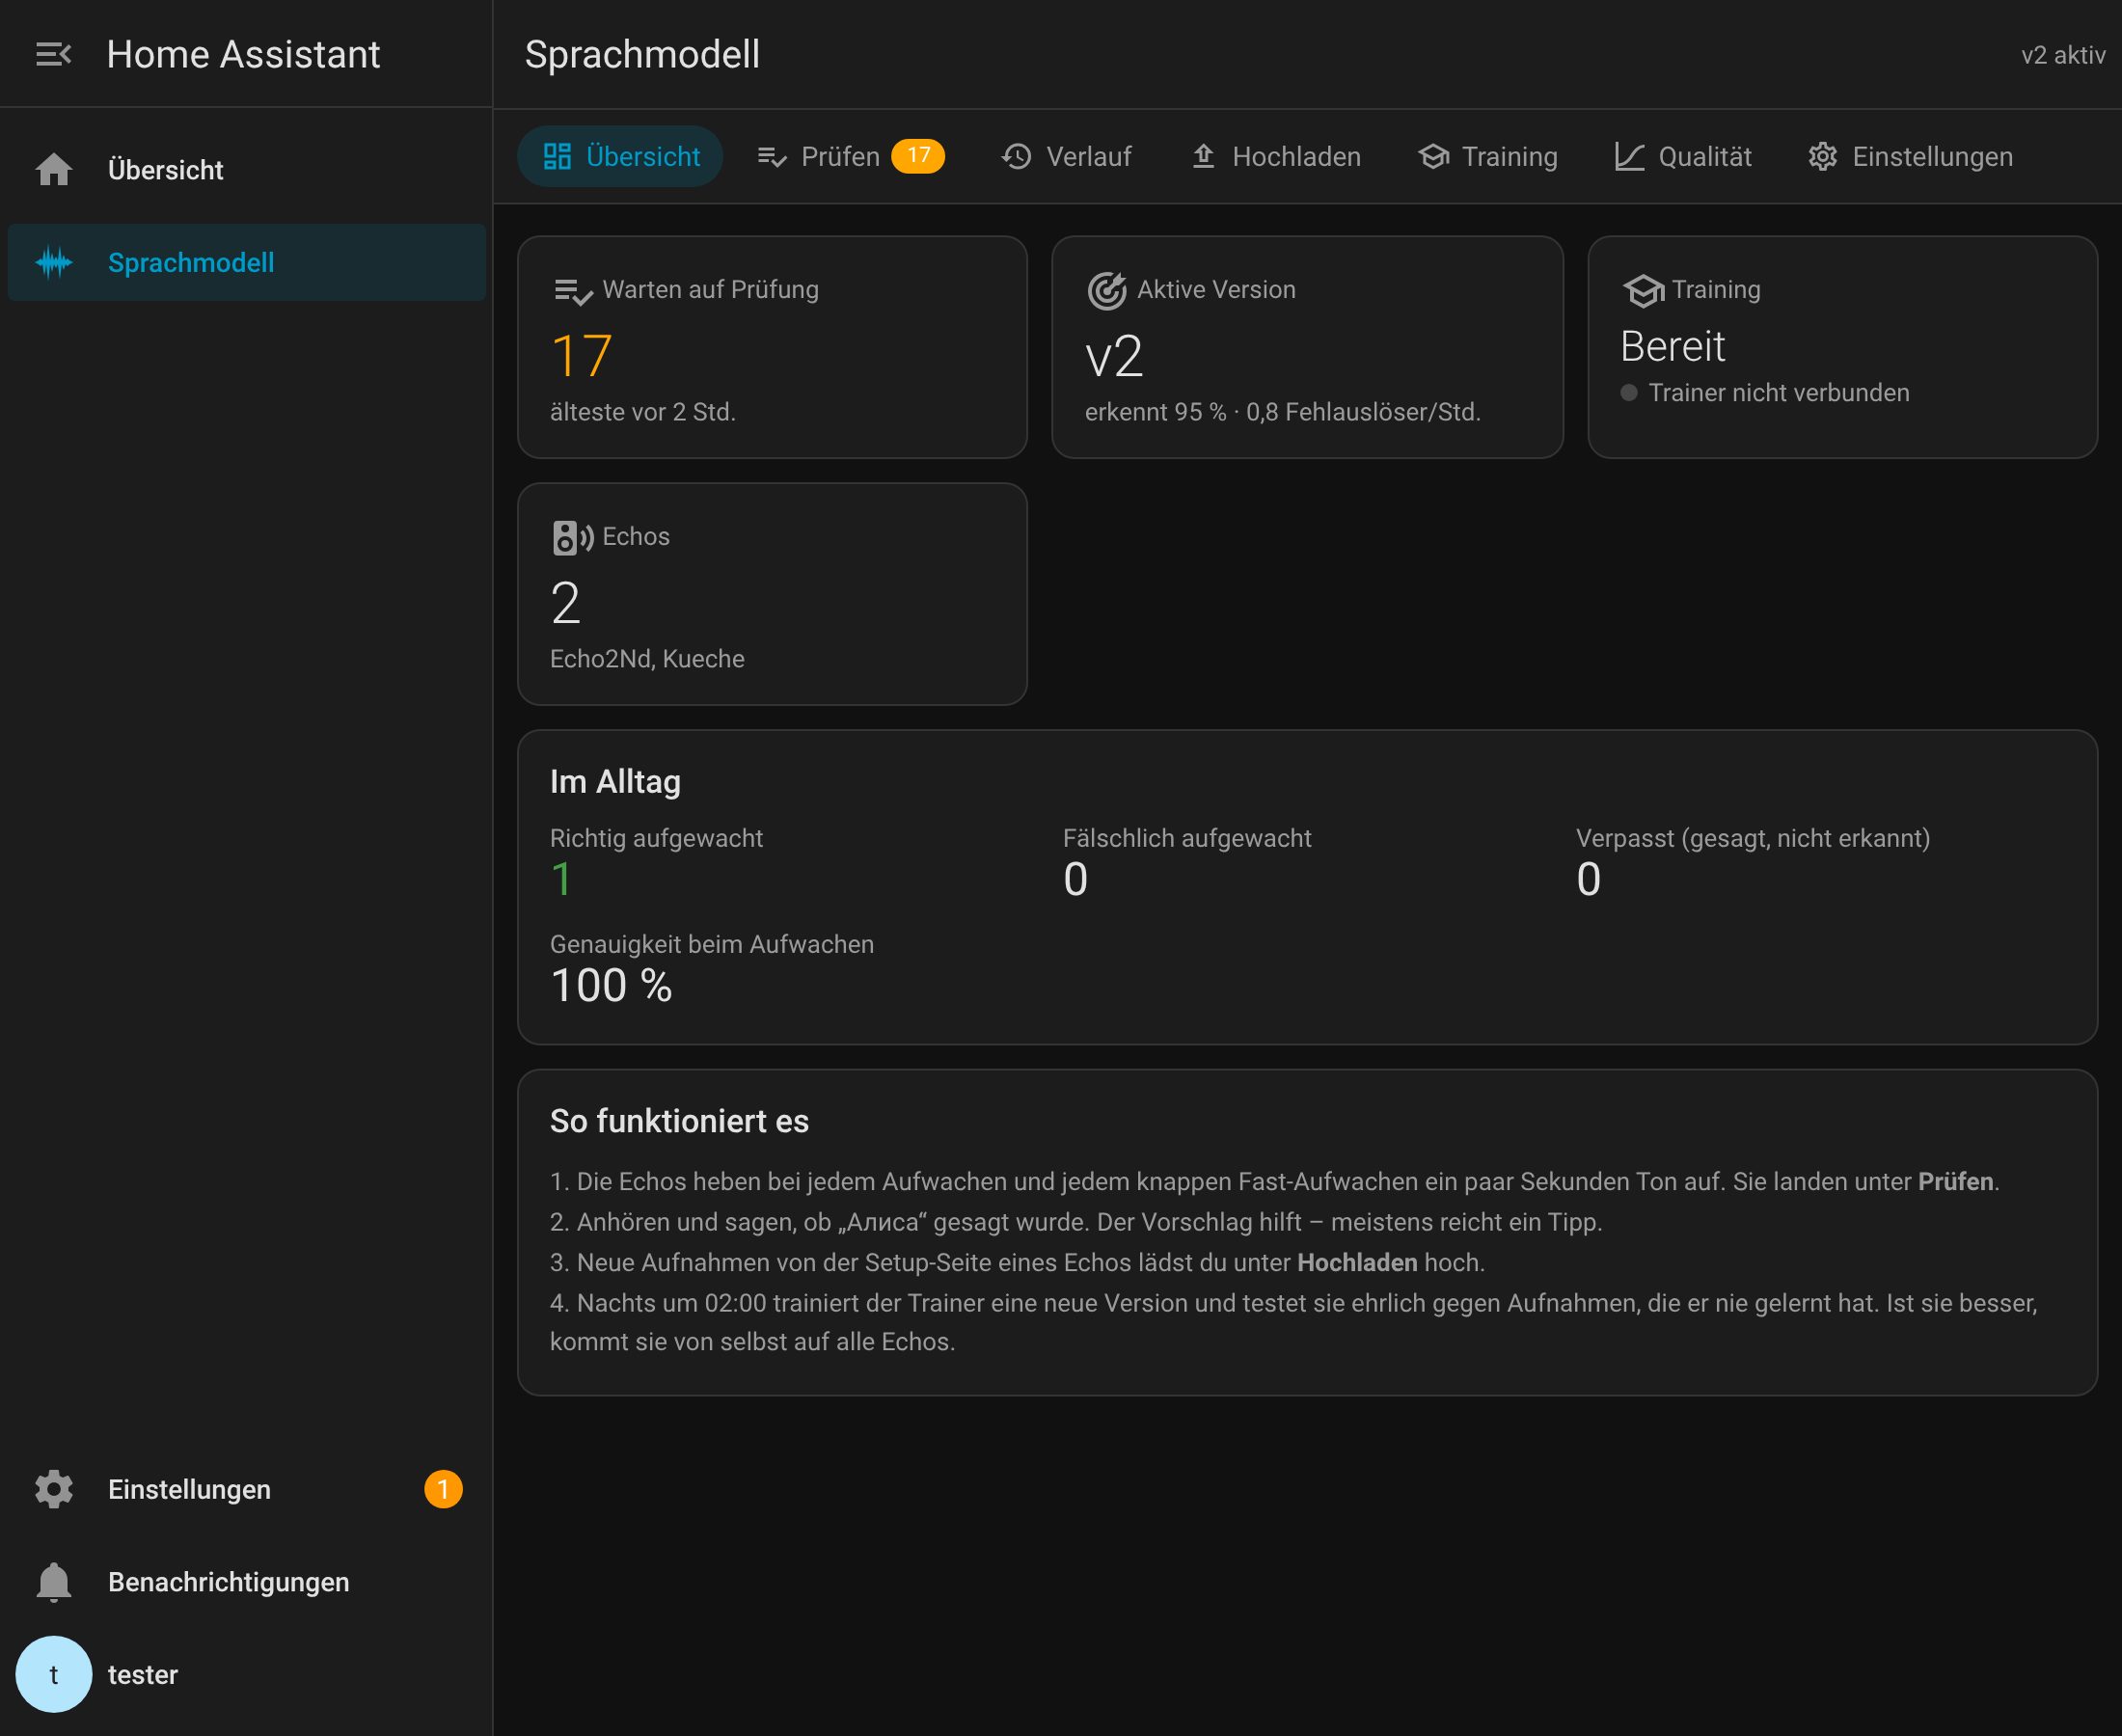 Home Assistant
Übersicht
Sprachmodell
Einstellungen
1
Benachrichtigungen
t
tester
Sprachmodell
v2 aktiv
Übersicht
Prüfen 17
Verlauf
Hochladen
Training
Qualität
Einstellungen
Warten auf Prüfung
17
älteste vor 2 Std.
Aktive Version
v2
erkennt 95 % · 0,8 Fehlauslöser/Std.
Training
Bereit
Trainer nicht verbunden
Echos
2
Echo2Nd, Kueche
Im Alltag
Richtig aufgewacht
1
Fälschlich aufgewacht
0
Verpasst (gesagt, nicht erkannt)
0
Genauigkeit beim Aufwachen
100 %
So funktioniert es
1. Die Echos heben bei jedem Aufwachen und jedem knappen Fast-Aufwachen ein paar Sekunden Ton auf. Sie landen unter Prüfen.
2. Anhören und sagen, ob „Алиса“ gesagt wurde. Der Vorschlag hilft – meistens reicht ein Tipp.
3. Neue Aufnahmen von der Setup-Seite eines Echos lädst du unter Hochladen hoch.
4. Nachts um 02:00 trainiert der Trainer eine neue Version und testet sie ehrlich gegen Aufnahmen, die er nie gelernt hat. Ist sie besser,
kommt sie von selbst auf alle Echos.